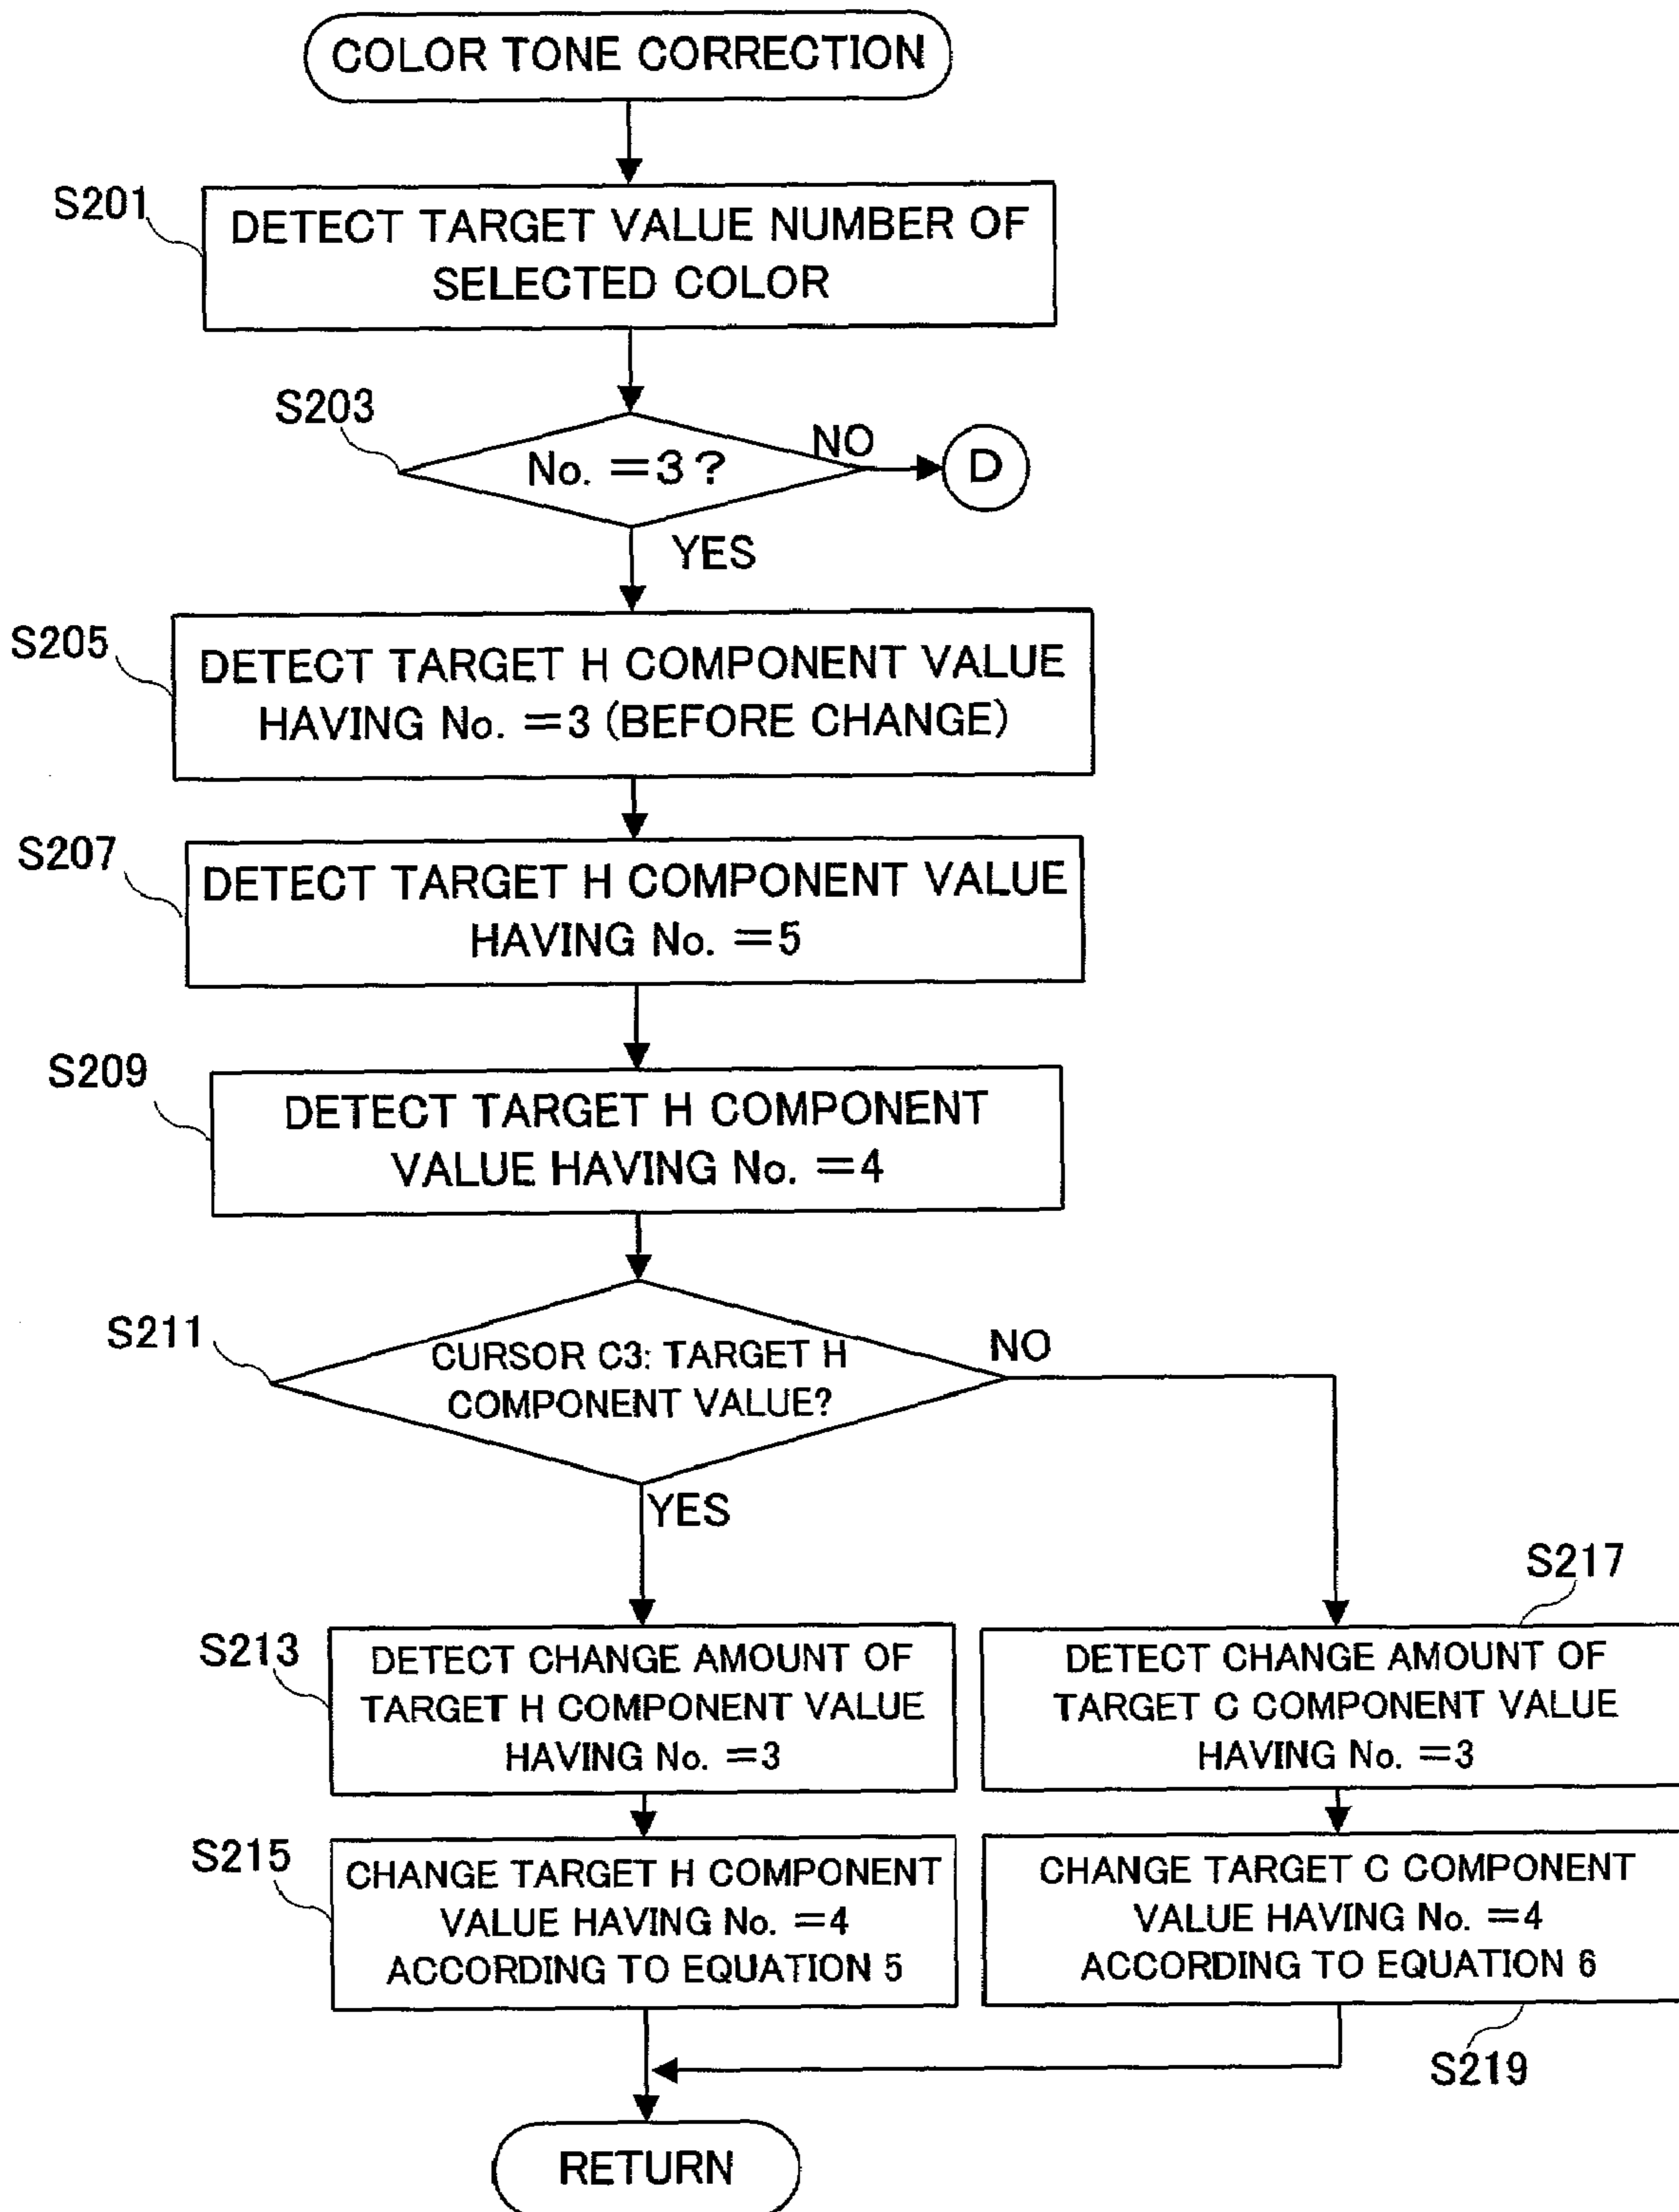 COLOR TONE CORRECTION
S201
DETECT TARGET VALUE NUMBER OF
SELECTED COLOR
S203
No. =3?
NO
D
YES
S205
DETECT TARGET H COMPONENT VALUE
HAVING No. =3 (BEFORE CHANGE)
S207
DETECT TARGET H COMPONENT VALUE
HAVING No. =5
S209
DETECT TARGET H COMPONENT
VALUE HAVING No. =4
S211
CURSOR C3: TARGET H
COMPONENT VALUE?
NO
YES
S213
DETECT CHANGE AMOUNT OF
TARGET H COMPONENT VALUE
HAVING No. =3
S217
DETECT CHANGE AMOUNT OF
TARGET C COMPONENT VALUE
HAVING No. =3
S215
CHANGE TARGET H COMPONENT
VALUE HAVING No. =4
ACCORDING TO EQUATION 5
CHANGE TARGET C COMPONENT
VALUE HAVING No. =4
ACCORDING TO EQUATION 6
S219
RETURN